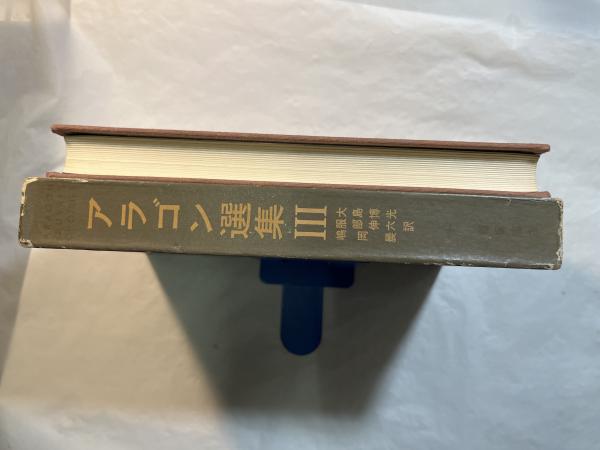 アラゴン選集 III
大島博光
服部伸六
嶋岡晨
訳